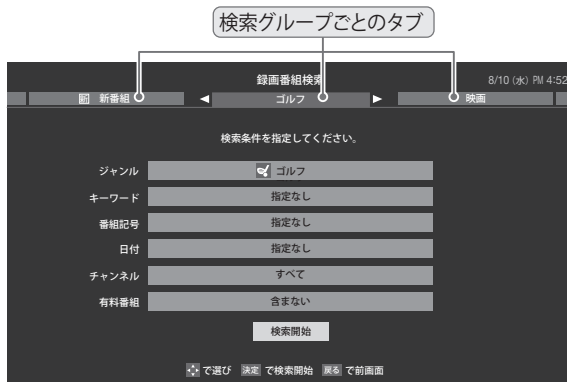 検索グループごとのタブ
録画番組検索 8/10 (水) PM 4:52
新 新番組 ◀ ゴルフ ▶ 映画
検索条件を指定してください。
ジャンル ゴルフ
キーワード 指定なし
番組記号 指定なし
日付 指定なし
チャンネル すべて
有料番組 含まない
検索開始
で選び 決定 で検索開始 戻る で前画面